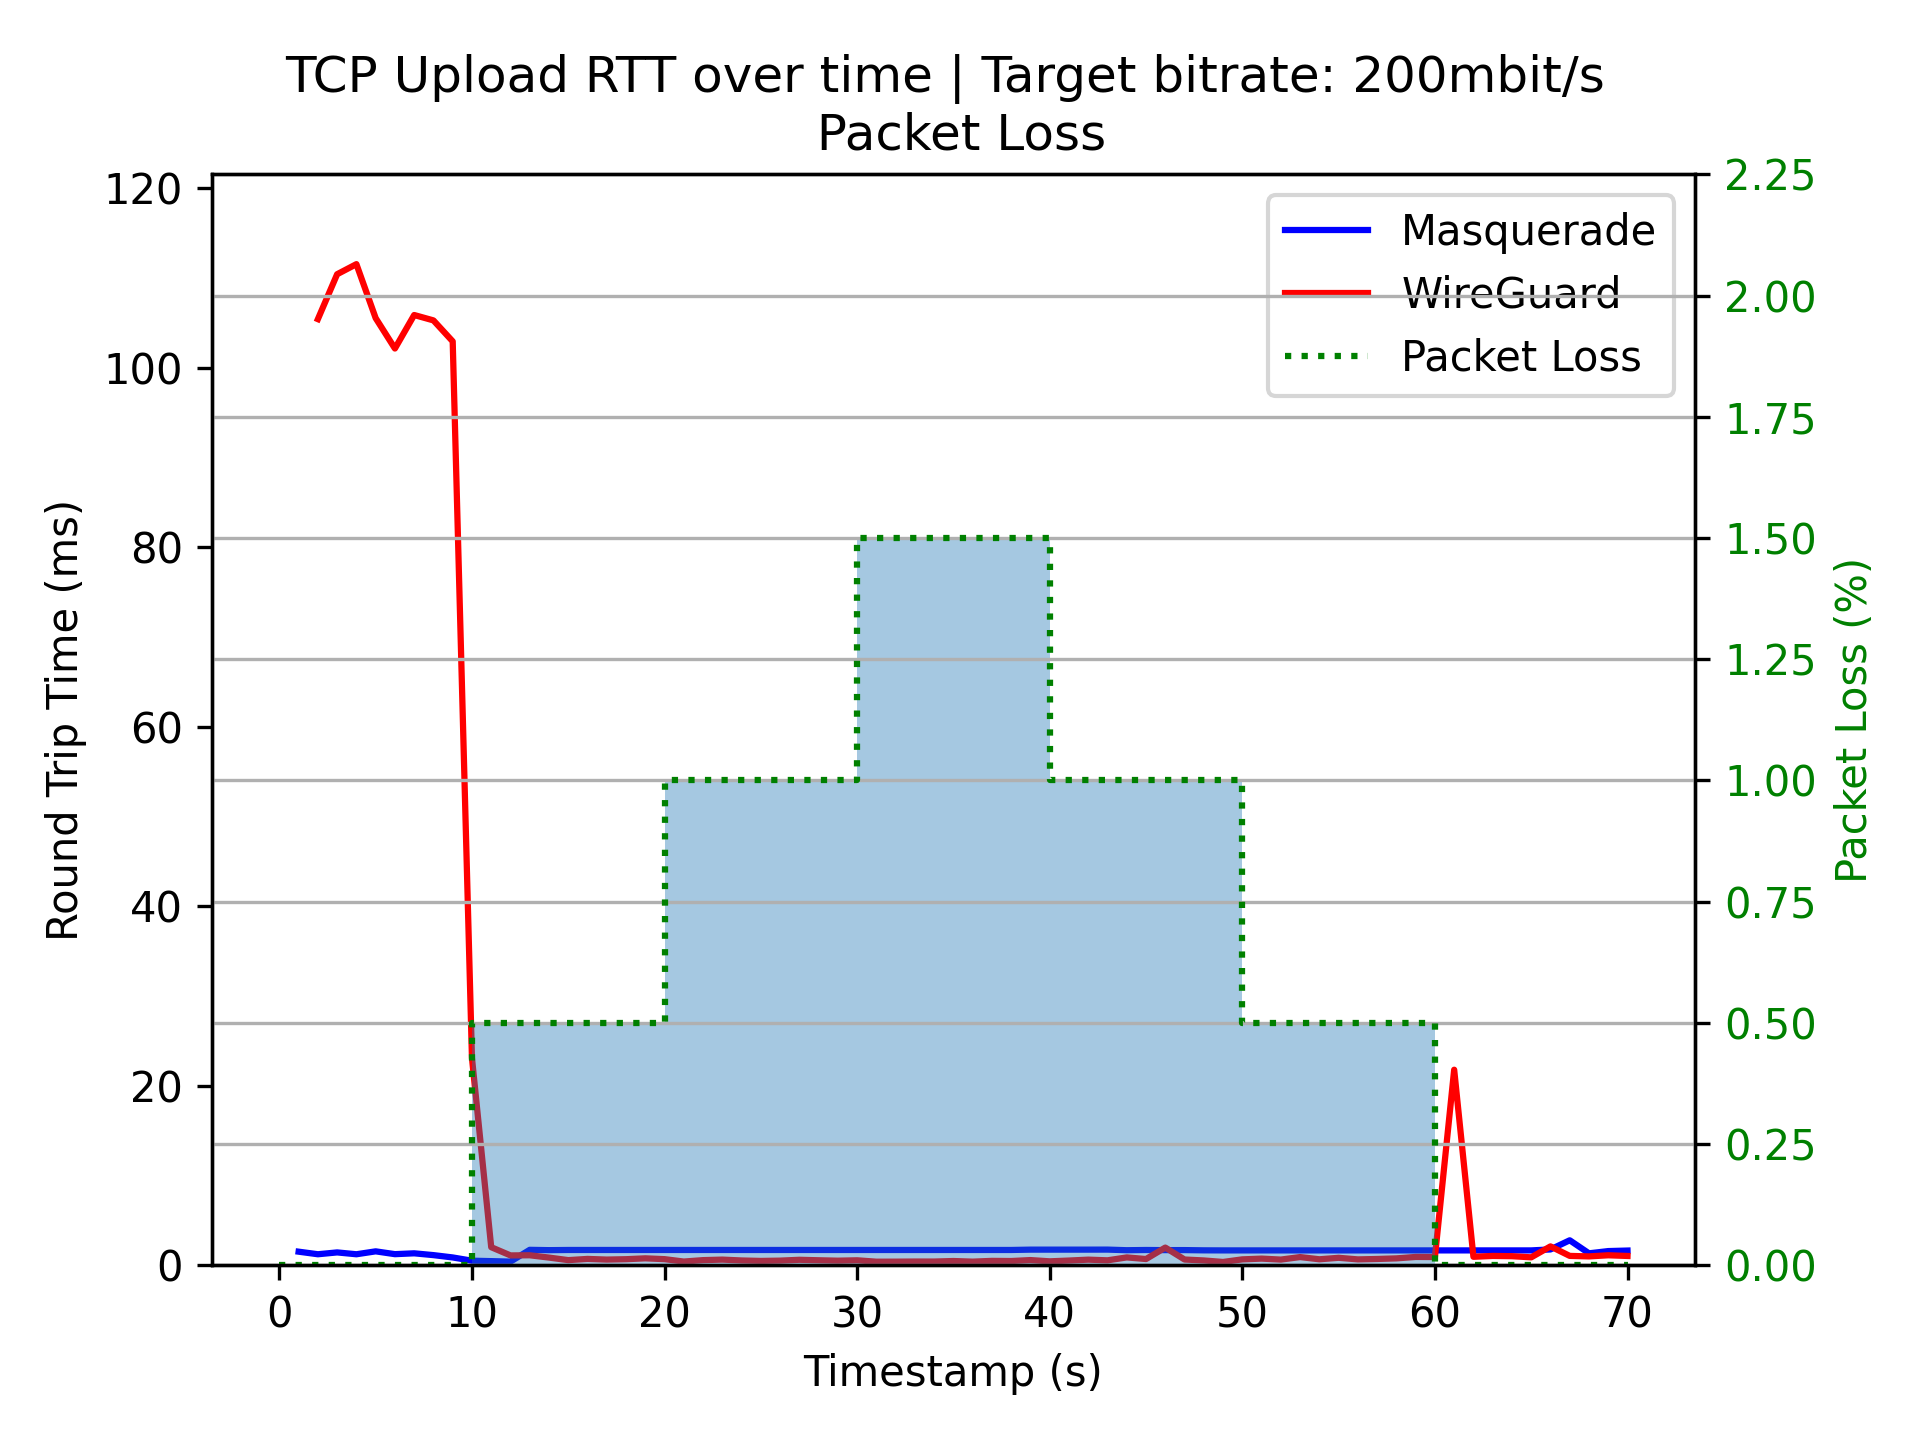 TCP Upload RTT over time | Target bitrate: 200mbit/s
Packet Loss
120
100
80
60
40
20
0
Round Trip Time (ms)
Masquerade
WireGuard
Packet Loss
2.25
2.00
1.75
1.50
1.25
1.00
0.75
0.50
0.25
0.00
Packet Loss (%)
0 10 20 30 40 50 60 70
Timestamp (s)